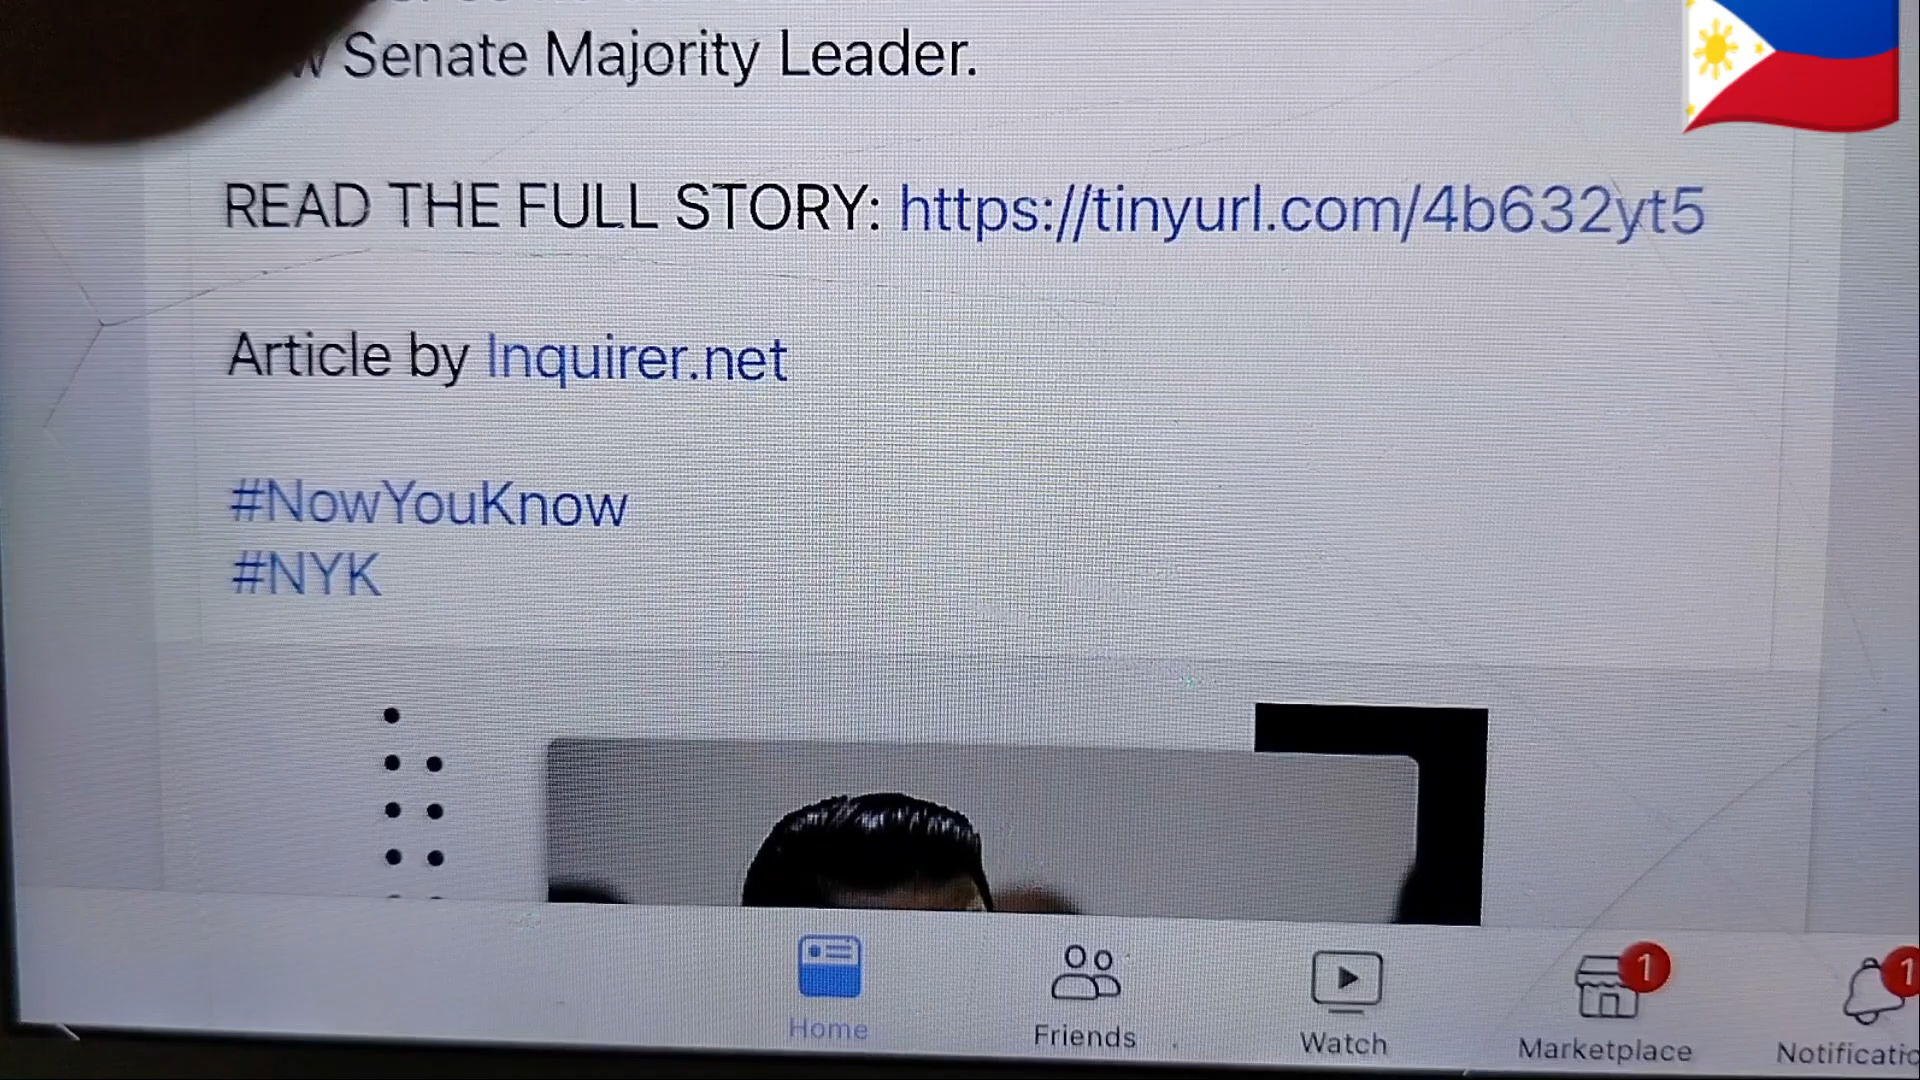 Senate Majority Leader.
READ THE FULL STORY: https://tinyurl.com/4b632yt5
Article by Inquirer.net
#NowYouKnow
#NYK
1
1
Home
Friends
Watch
Marketplace
Notificatio